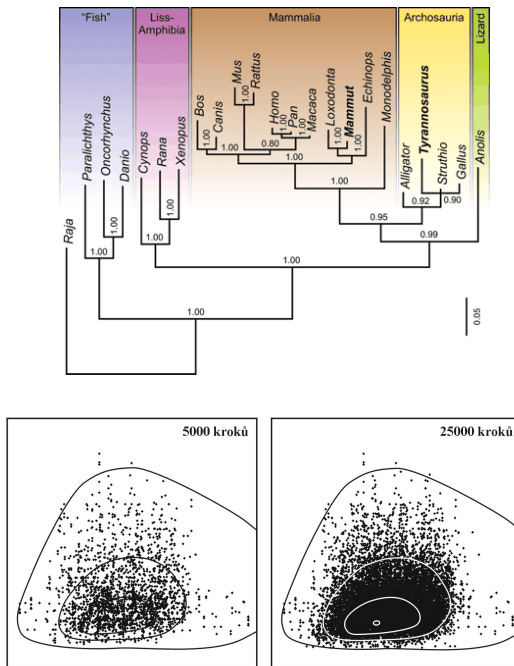 "Fish"
Liss-
Amphibia
Mammalia
Archosauria
Lizard
Raja
Paralichthys
Oncorhynchus
Danio
Cynops
Rana
Xenopus
Bos
Canis
Mus
Rattus
Homo
Pan
Macaca
Loxodonta
Mammut
Echinops
Monodelphis
Alligator
Tyrannosaurus
Struthio
Gallus
Anolis
1.00
1.00
1.00
1.00
1.00
0.80
1.00
1.00
1.00
1.00
1.00
1.00
0.92
0.90
0.95
0.99
1.00
1.00
1.00
1.00
1.00
1.00
0.05
5000 kroků
25000 kroků